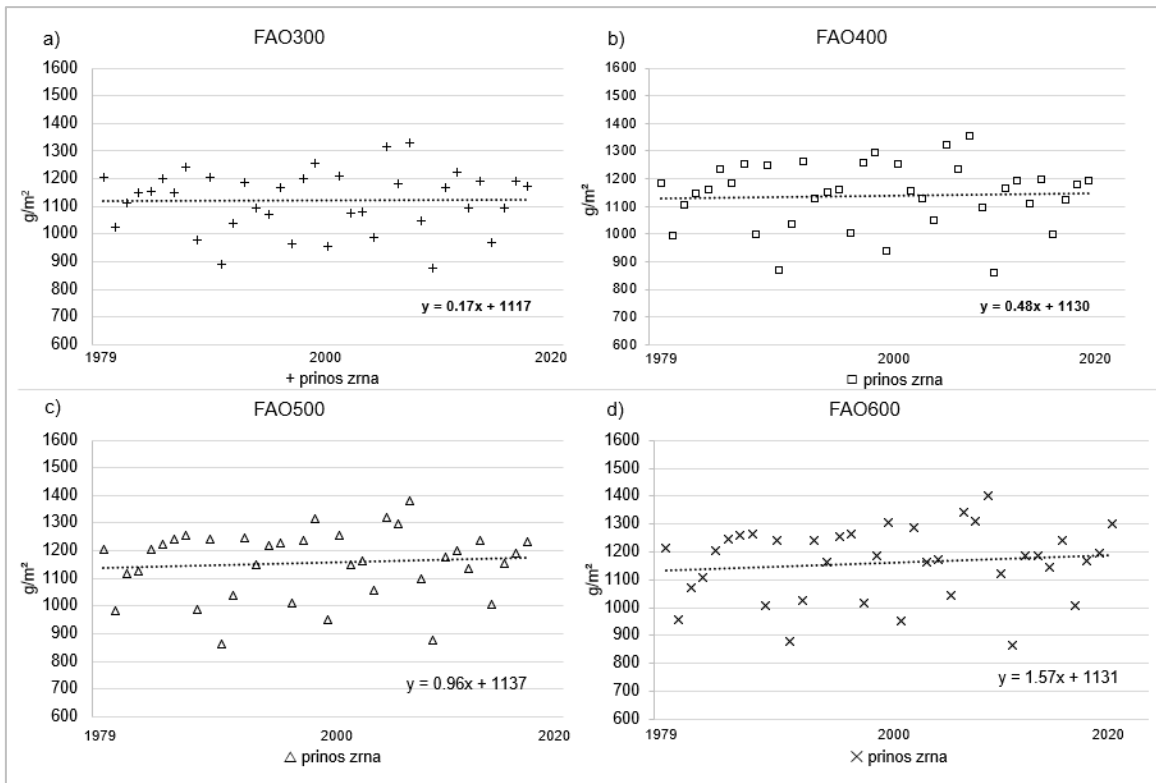 a) FAO300
g/m²
1600
1500
1400
1300
1200
1100
1000
900
800
700
600
y = 0.17x + 1117
1979 2000 2020
prinos zrna
b) FAO400
g/m²
1600
1500
1400
1300
1200
1100
1000
900
800
700
600
y = 0.48x + 1130
1979 2000 2020
prinos zrna
c) FAO500
g/m²
1600
1500
1400
1300
1200
1100
1000
900
800
700
600
y = 0.96x + 1137
1979 2000 2020
prinos zrna
d) FAO600
g/m²
1600
1500
1400
1300
1200
1100
1000
900
800
700
600
y = 1.57x + 1131
1979 2000 2020
prinos zrna